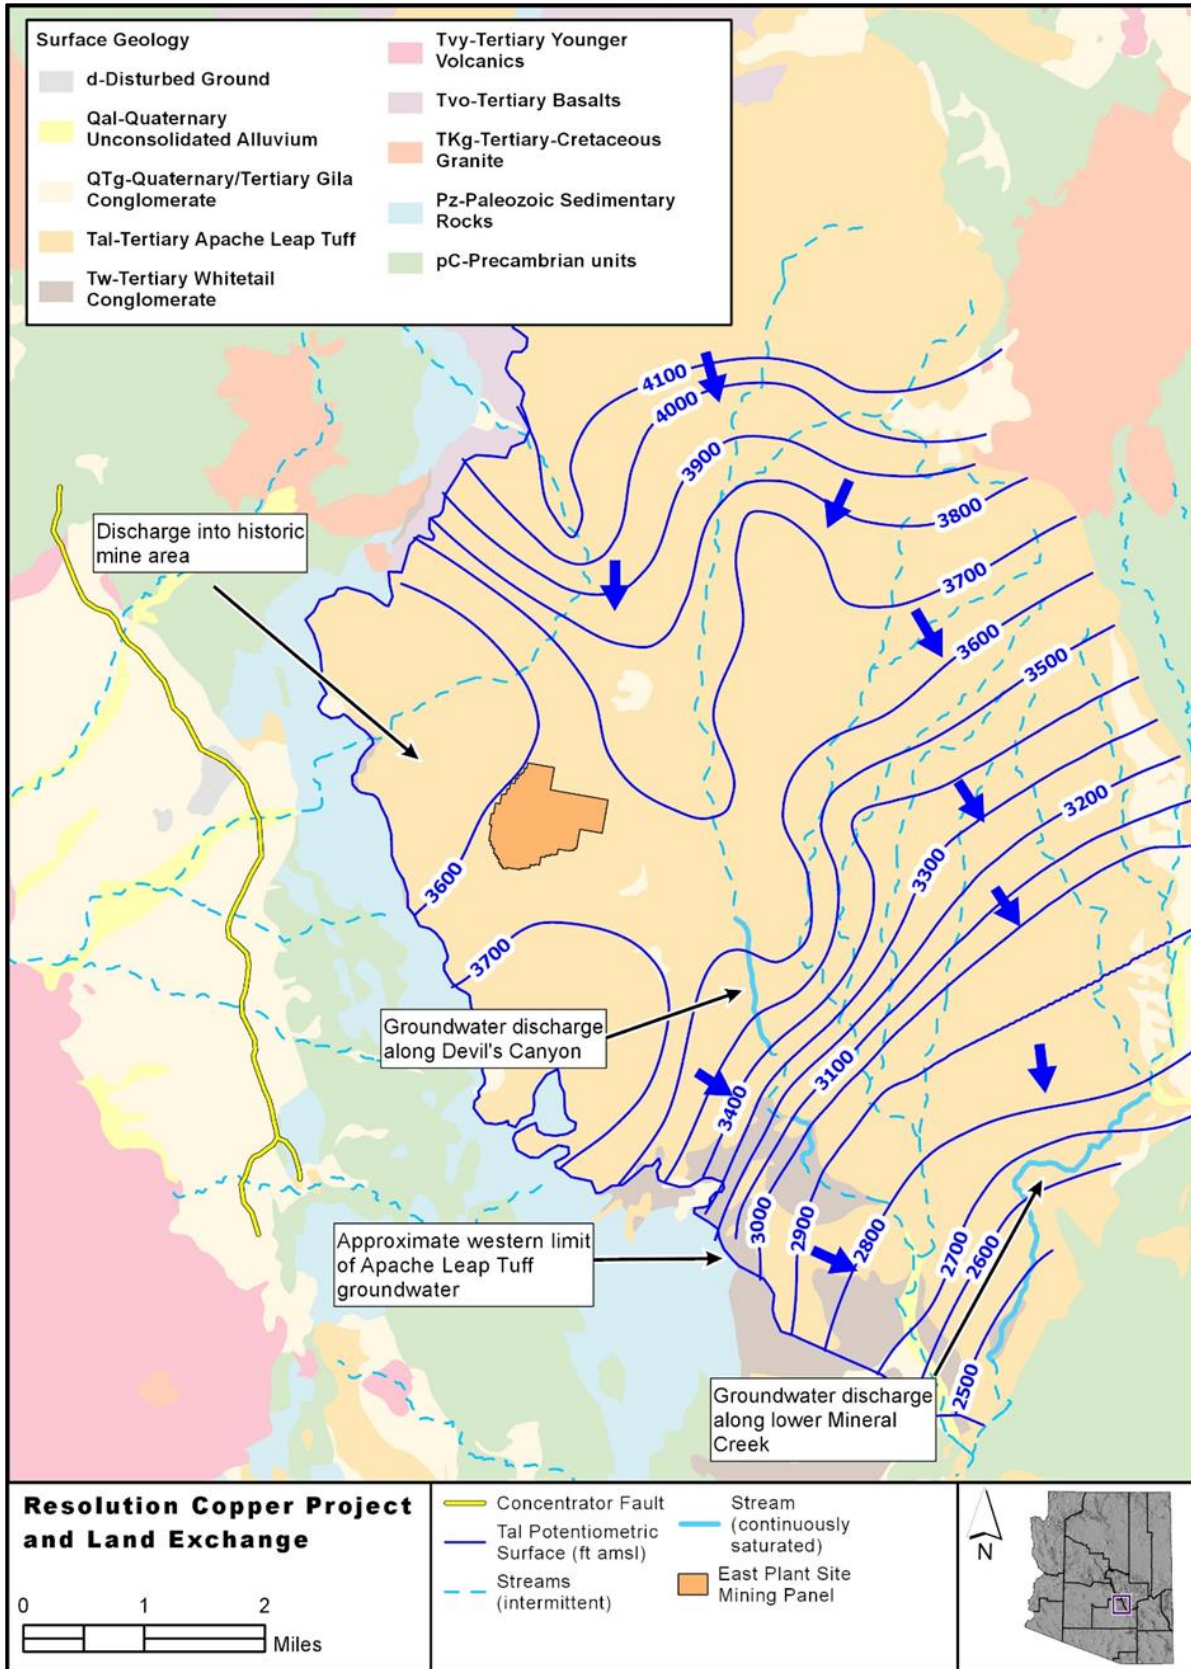 Surface Geology
d-Disturbed Ground
Qal-Quaternary
Unconsolidated Alluvium
QTg-Quaternary/Tertiary Gila
Conglomerate
Tal-Tertiary Apache Leap Tuff
Tw-Tertiary Whitetail
Conglomerate
Tvy-Tertiary Younger
Volcanics
Tvo-Tertiary Basalts
TKg-Tertiary-Cretaceous
Granite
Pz-Paleozoic Sedimentary
Rocks
pC-Precambrian units
4100
4000
3900
3800
3700
3600
3500
Discharge into historic
mine area
3200
3300
3600
3700
Groundwater discharge
along Devil's Canyon
3100
3400
3000
2900
2800
2700
2600
2500
Approximate western limit
of Apache Leap Tuff
groundwater
Groundwater discharge
along lower Mineral
Creek
Resolution Copper Project
and Land Exchange
0 1 2
Miles
Concentrator Fault
Tal Potentiometric
Surface (ft amsl)
Streams
(intermittent)
Stream
(continuously
saturated)
East Plant Site
Mining Panel
N